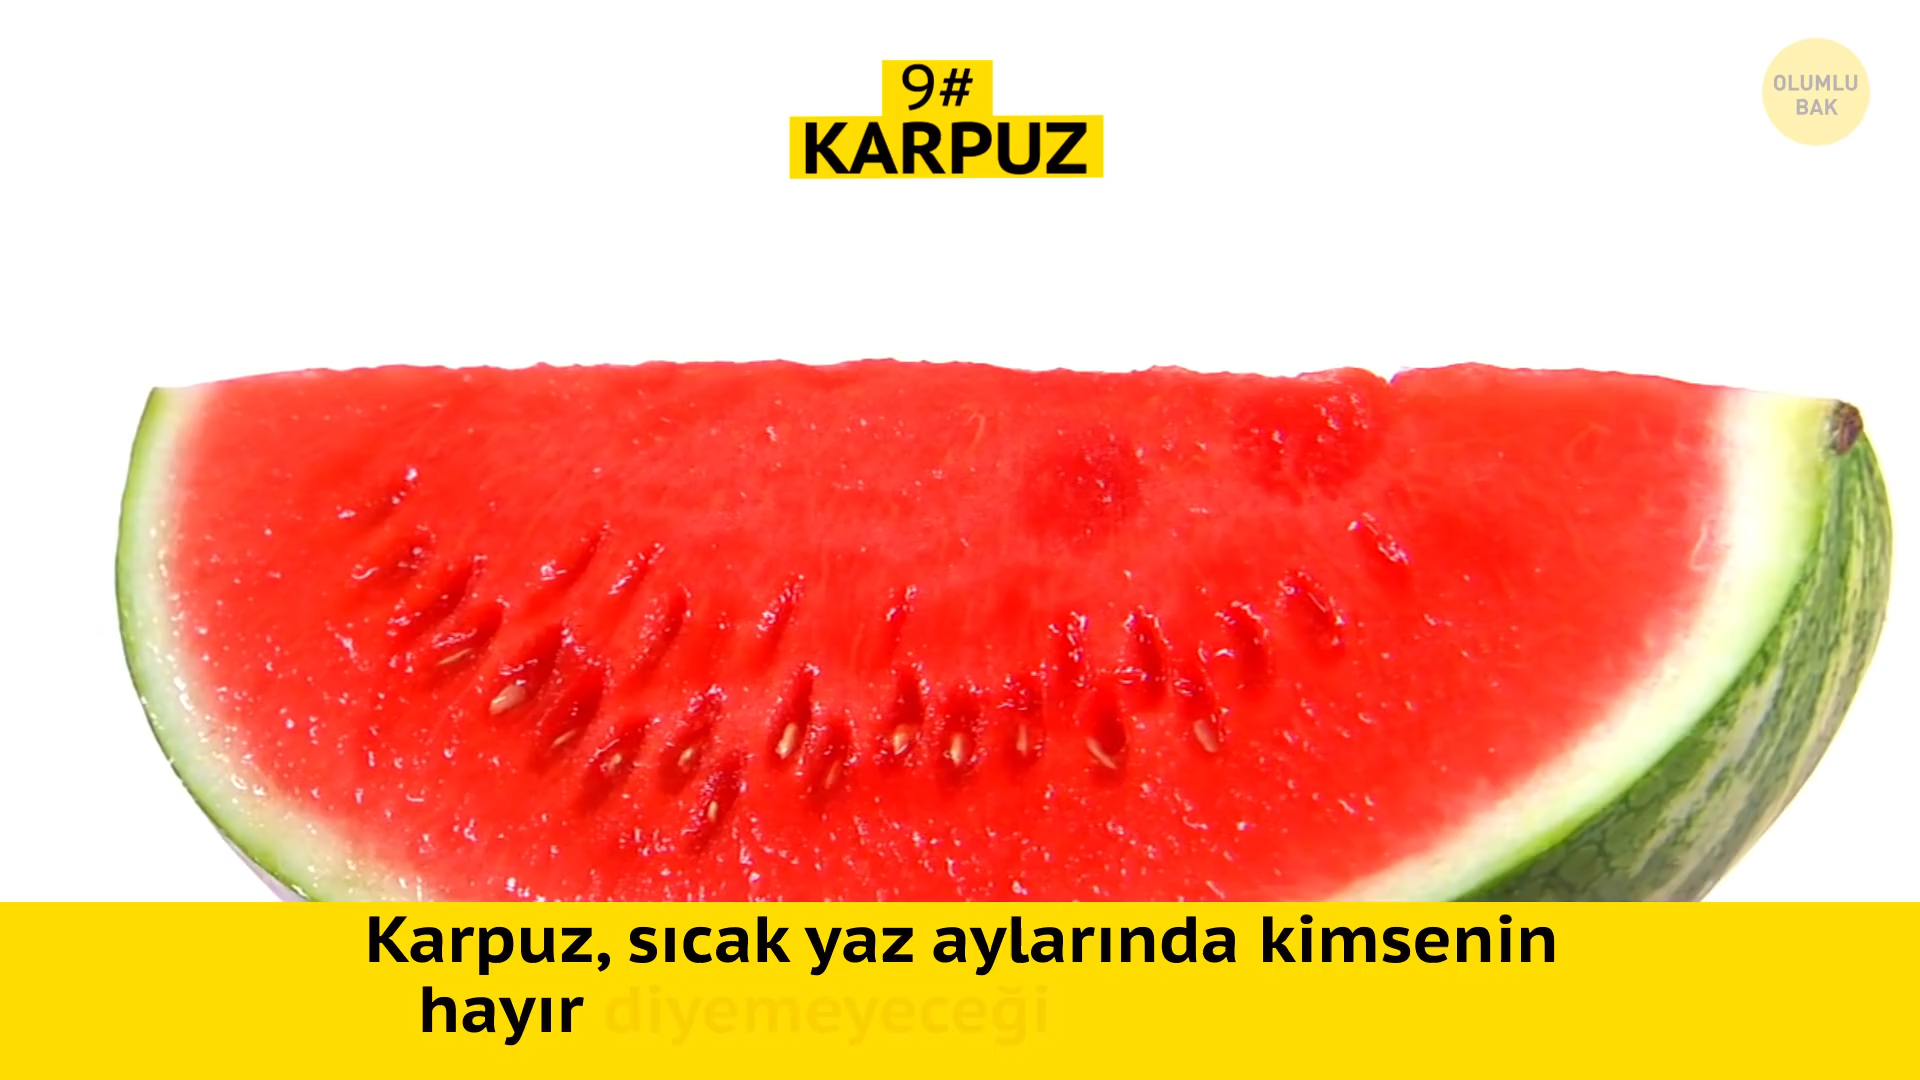 9#
KARPUZ
OLUMLU
BAK
Karpuz, sıcak yaz aylarında kimsenin
hayır diyemeyeceği